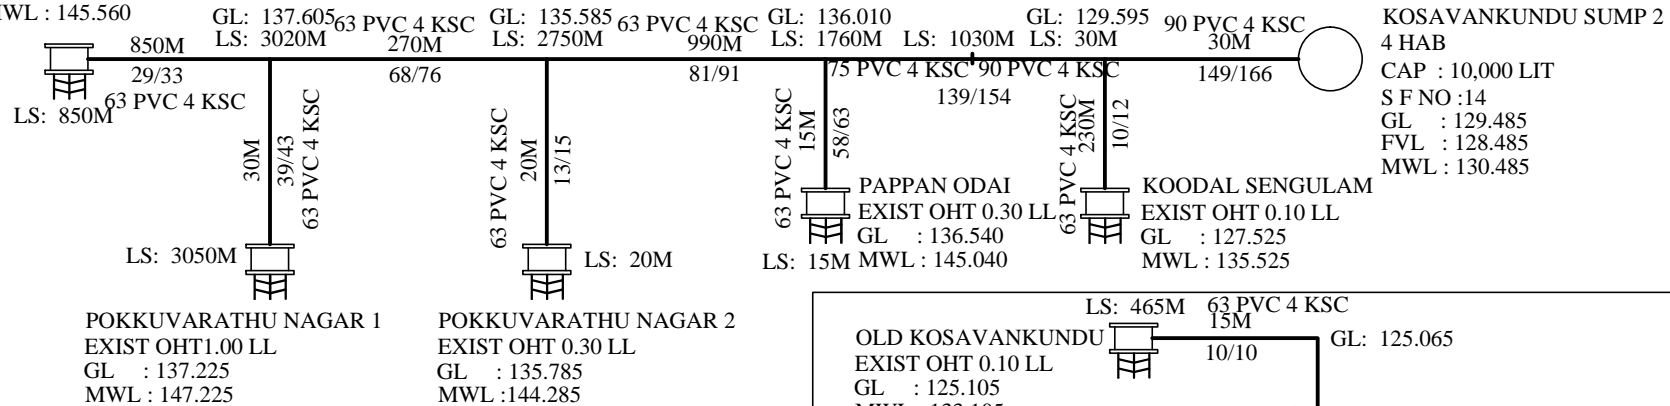 MWL : 145.560
850M
29/33
63 PVC 4 KSC
LS: 850M
GL: 137.605
LS: 3020M
63 PVC 4 KSC
270M
68/76
GL: 135.585
LS: 2750M
63 PVC 4 KSC
990M
81/91
GL: 136.010
LS: 1760M
LS: 1030M
75 PVC 4 KSC
90 PVC 4 KSC
139/154
GL: 129.595
LS: 30M
90 PVC 4 KSC
30M
149/166
KOSAVANKUNDU SUMP 2
4 HAB
CAP : 10,000 LIT
S F NO :14
GL : 129.485
FVL : 128.485
MWL : 130.485
30M
39/43
63 PVC 4 KSC
LS: 3050M
POKKUVARATHU NAGAR 1
EXIST OHT1.00 LL
GL : 137.225
MWL : 147.225
63 PVC 4 KSC
20M
13/15
LS: 20M
POKKUVARATHU NAGAR 2
EXIST OHT 0.30 LL
GL : 135.785
MWL :144.285
63 PVC 4 KSC
15M
58/63
LS: 15M
PAPPAN ODAI
EXIST OHT 0.30 LL
GL : 136.540
MWL : 145.040
63 PVC 4 KSC
230M
10/12
KOODAL SENGULAM
EXIST OHT 0.10 LL
GL : 127.525
MWL : 135.525
LS: 465M
63 PVC 4 KSC
15M
10/10
GL: 125.065
OLD KOSAVANKUNDU
EXIST OHT 0.10 LL
GL : 125.105